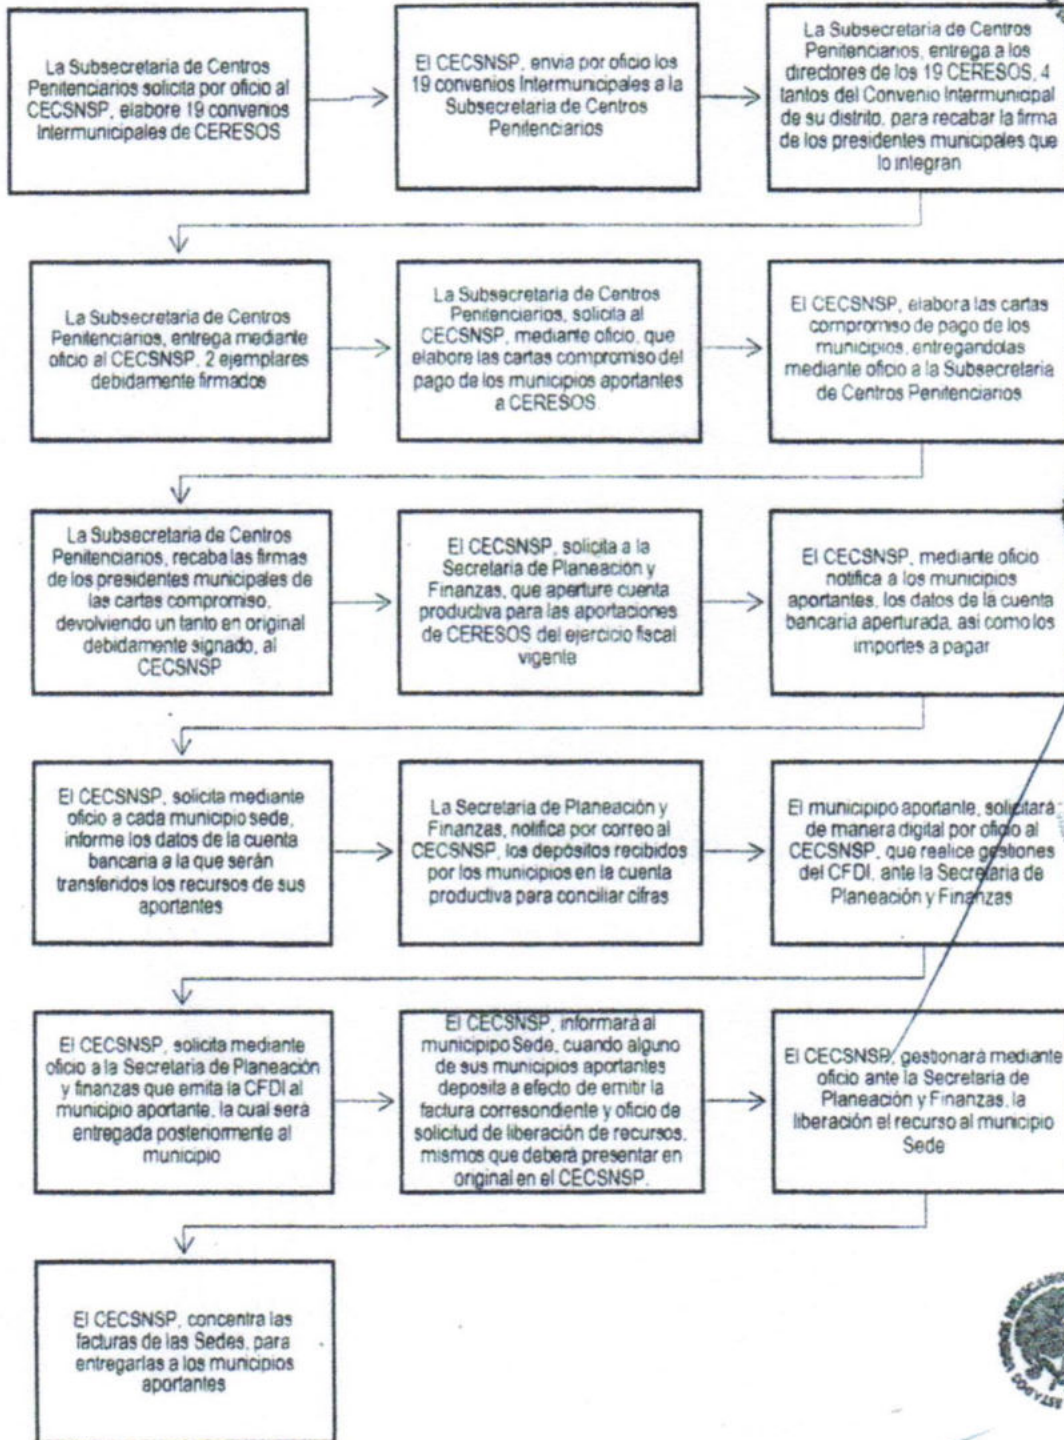 La Subsecretaria de Centros
Penitenciarios solicita por oficio al
CECSNSP, elabore 19 convenios
Intermunicipales de CERESOS
El CECSNSP, envia por oficio los
19 convenios Intermunicipales a la
Subsecretaria de Centros
Penitenciarios
La Subsecretaria de Centros
Penitenciarios, entrega a los
directores de los 19 CERESOS, 4
tantos del Convenio Intermunicipal
de su distrito, para recabar la firma
de los presidentes municipales que
lo integran
La Subsecretaria de Centros
Penitenciarios, entrega mediante
oficio al CECSNSP, 2 ejemplares
debidamente firmados
La Subsecretaria de Centros
Penitenciarios, solicita al
CECSNSP, mediante oficio, que
elabore las cartas compromiso del
pago de los municipios aportantes
a CERESOS
El CECSNSP, elabora las cartas
compromiso de pago de los
municipios, entregandolas
mediante oficio a la Subsecretaria
de Centros Penitenciarios
La Subsecretaria de Centros
Penitenciarios, recaba las firmas
de los presidentes municipales de
las cartas compromiso,
devolviendo un tanto en original
debidamente signado, al
CECSNSP
El CECSNSP, solicita a la
Secretaria de Planeación y
Finanzas, que aperture cuenta
productiva para las aportaciones
de CERESOS del ejercicio fiscal
vigente
El CECSNSP, mediante oficio
notifica a los municipios
aportantes, los datos de la cuenta
bancaria aperturada, asi como los
importes a pagar
El CECSNSP, solicita mediante
oficio a cada municipio sede,
informe los datos de la cuenta
bancaria a la que serán
transferidos los recursos de sus
aportantes
La Secretaria de Planeación y
Finanzas, notifica por correo al
CECSNSP, los depósitos recibidos
por los municipios en la cuenta
productiva para conciliar cifras
El municipipo aportante, solicitará
de manera digital por oficio al
CECSNSP, que realice gestiones
del CFDI, ante la Secretaria de
Planeación y Finanzas
El CECSNSP, solicita mediante
oficio a la Secretaria de Planeación
y finanzas que emita la CFDI al
municipio aportante, la cual será
entregada posteriormente al
municipio
El CECSNSP, informará al
municipipo Sede, cuando alguno
de sus municipios aportantes
deposita a efecto de emitir la
factura corresondiente y oficio de
solicitud de liberación de recursos,
mismos que deberá presentar en
original en el CECSNSP.
El CECSNSP, gestionará mediante
oficio ante la Secretaria de
Planeación y Finanzas, la
liberación el recurso al municipio
Sede
El CECSNSP, concentra las
facturas de las Sedes, para
entregarlas a los municipios
aportantes